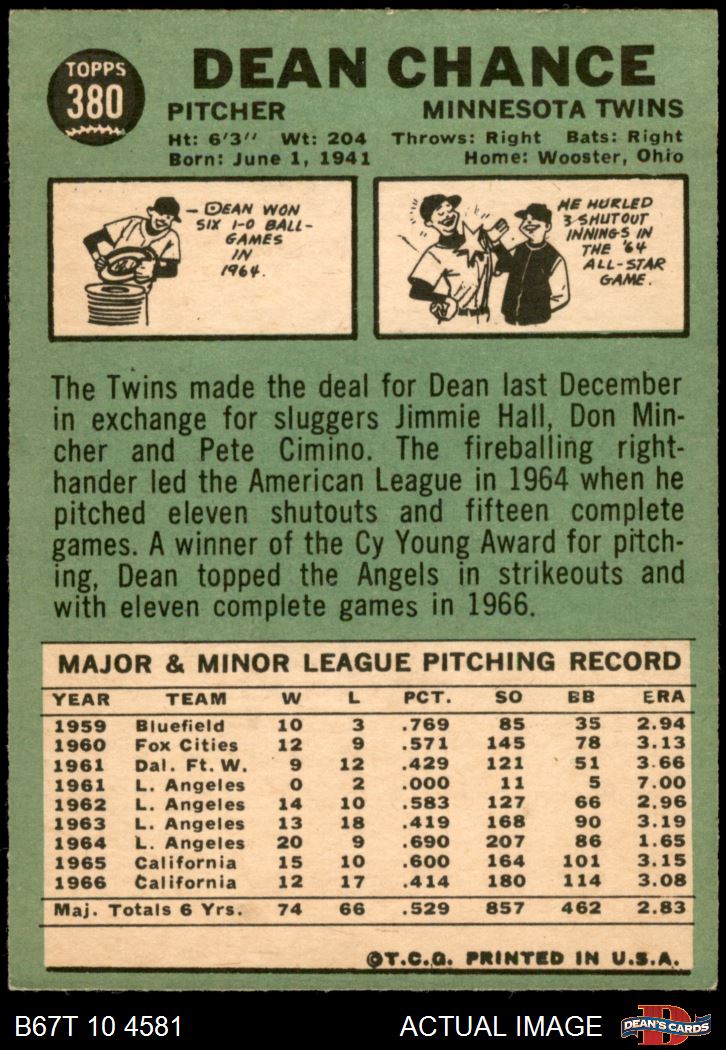 TOPPS
380
DEAN CHANCE
PITCHER MINNESOTA TWINS
Ht: 6'3" Wt: 204 Throws: Right Bats: Right
Born: June 1, 1941 Home: Wooster, Ohio
- DEAN WON
SIX 1-0 BALL-
GAMES
IN
1964.
HE HURLED
3 SHUTOUT
INNINGS IN
THE '64
ALL-STAR
GAME.
The Twins made the deal for Dean last December
in exchange for sluggers Jimmie Hall, Don Min-
cher and Pete Cimino. The fireballing right-
hander led the American League in 1964 when he
pitched eleven shutouts and fifteen complete
games. A winner of the Cy Young Award for pitch-
ing, Dean topped the Angels in strikeouts and
with eleven complete games in 1966.
MAJOR & MINOR LEAGUE PITCHING RECORD
YEAR TEAM W L PCT. SO BB ERA
1959 Bluefield 10 3 .769 85 35 2.94
1960 Fox Cities 12 9 .571 145 78 3.13
1961 Dal. Ft. W. 9 12 .429 121 51 3.66
1961 L. Angeles 0 2 .000 11 5 7.00
1962 L. Angeles 14 10 .583 127 66 2.96
1963 L. Angeles 13 18 .419 168 90 3.19
1964 L. Angeles 20 9 .690 207 86 1.65
1965 California 15 10 .600 164 101 3.15
1966 California 12 17 .414 180 114 3.08
Maj. Totals 6 Yrs. 74 66 .529 857 462 2.83
©T.C.G. PRINTED IN U.S.A.
B67T 10 4581 ACTUAL IMAGE
D
DEAN'S CARDS